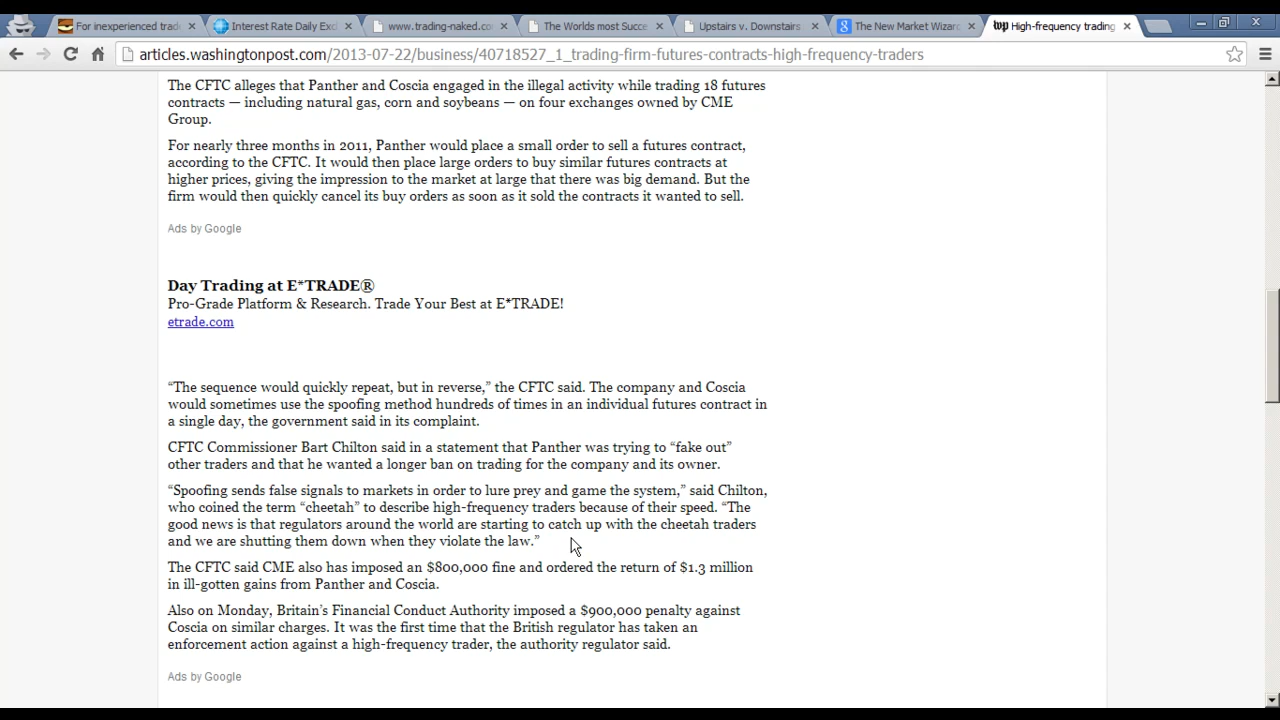 For inexperienced trad
Interest Rate Daily Exc
www.trading-naked.co
The Worlds most Succe
Upstairs v. Downstairs
The New Market Wizar
High-frequency trading
articles.washingtonpost.com/2013-07-22/business/40718527_1_trading-firm-futures-contracts-high-frequency-traders
The CFTC alleges that Panther and Coscia engaged in the illegal activity while trading 18 futures
contracts — including natural gas, corn and soybeans — on four exchanges owned by CME
Group.
For nearly three months in 2011, Panther would place a small order to sell a futures contract,
according to the CFTC. It would then place large orders to buy similar futures contracts at
higher prices, giving the impression to the market at large that there was big demand. But the
firm would then quickly cancel its buy orders as soon as it sold the contracts it wanted to sell.
Ads by Google
Day Trading at E*TRADE®
Pro-Grade Platform & Research. Trade Your Best at E*TRADE!
etrade.com
“The sequence would quickly repeat, but in reverse,” the CFTC said. The company and Coscia
would sometimes use the spoofing method hundreds of times in an individual futures contract in
a single day, the government said in its complaint.
CFTC Commissioner Bart Chilton said in a statement that Panther was trying to “fake out”
other traders and that he wanted a longer ban on trading for the company and its owner.
“Spoofing sends false signals to markets in order to lure prey and game the system,” said Chilton,
who coined the term “cheetah” to describe high-frequency traders because of their speed. “The
good news is that regulators around the world are starting to catch up with the cheetah traders
and we are shutting them down when they violate the law.”
The CFTC said CME also has imposed an $800,000 fine and ordered the return of $1.3 million
in ill-gotten gains from Panther and Coscia.
Also on Monday, Britain’s Financial Conduct Authority imposed a $900,000 penalty against
Coscia on similar charges. It was the first time that the British regulator has taken an
enforcement action against a high-frequency trader, the authority regulator said.
Ads by Google